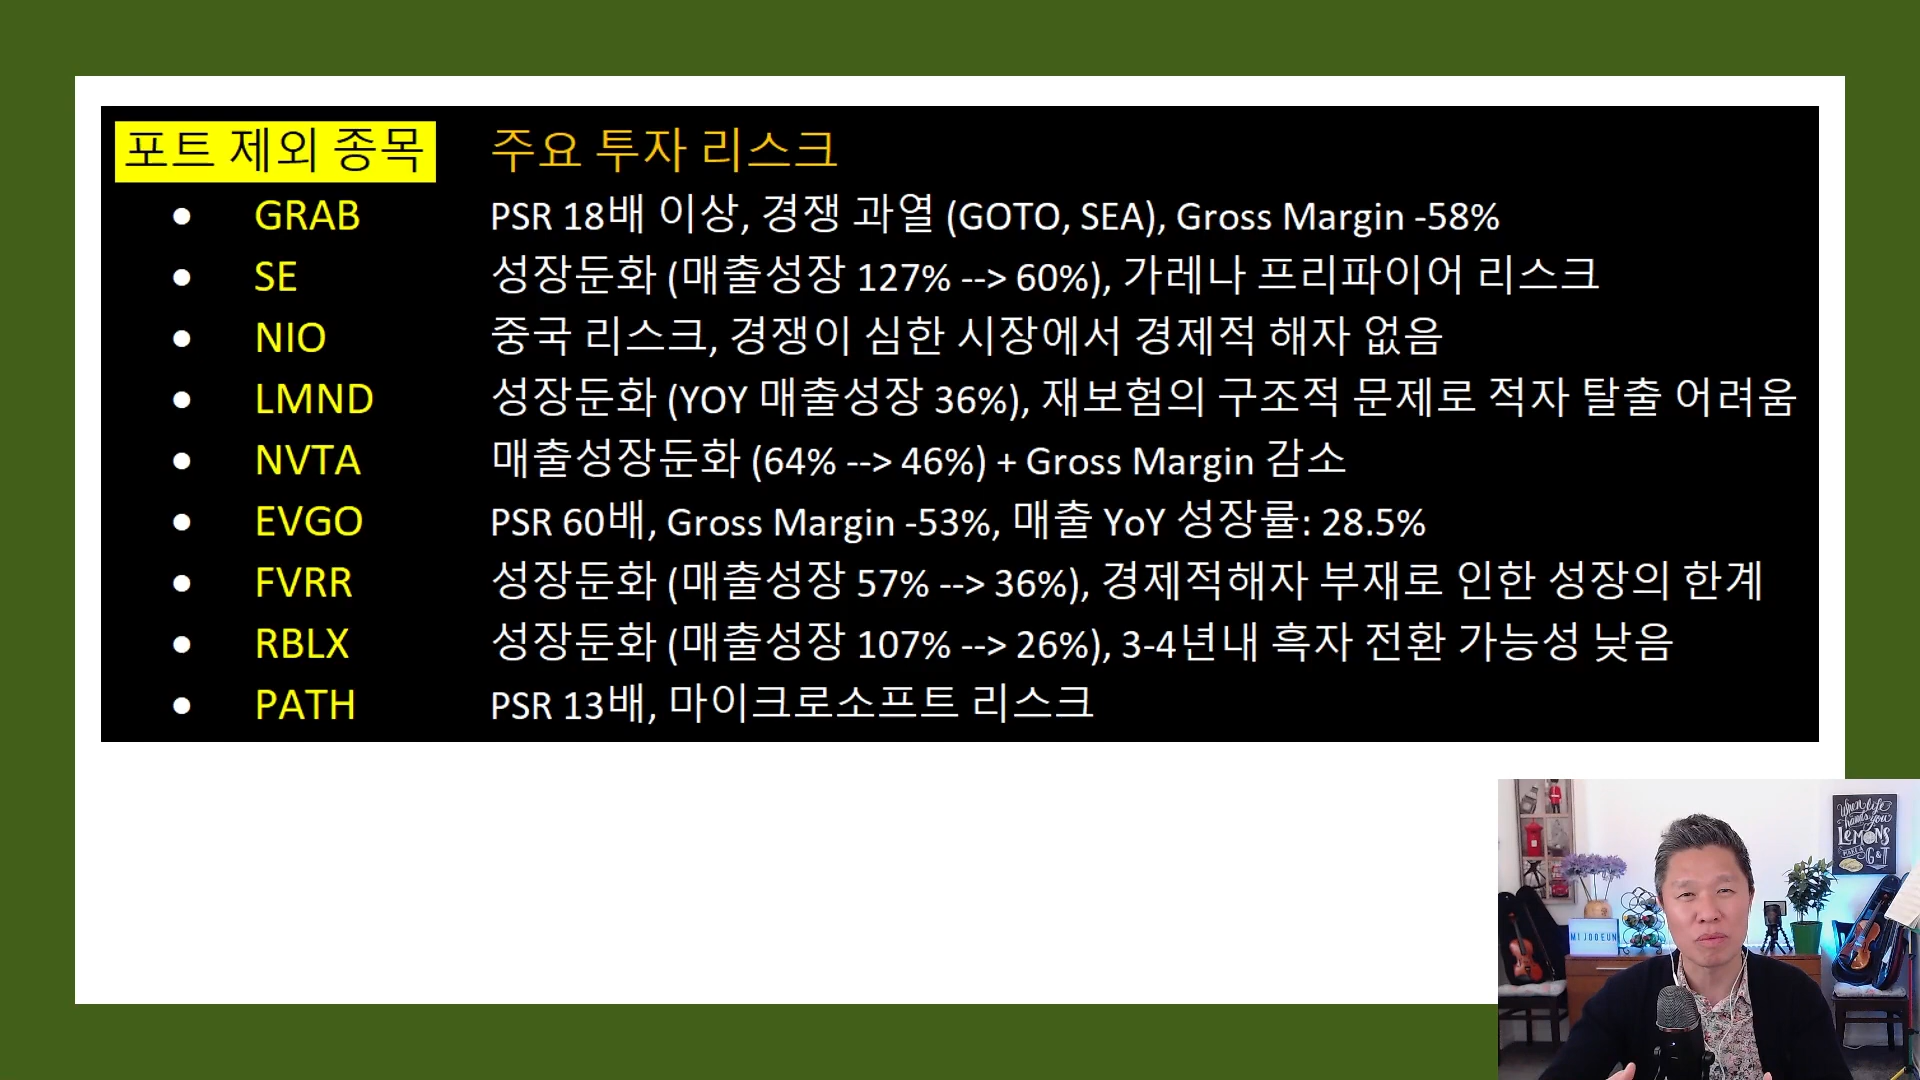 포트 제외 종목 주요 투자 리스크
● GRAB PSR 18배 이상, 경쟁 과열 (GOTO, SEA), Gross Margin -58%
● SE 성장둔화 (매출성장 127% --> 60%), 가레나 프리파이어 리스크
● NIO 중국 리스크, 경쟁이 심한 시장에서 경제적 해자 없음
● LMND 성장둔화 (YOY 매출성장 36%), 재보험의 구조적 문제로 적자 탈출 어려움
● NVTA 매출성장둔화 (64% --> 46%) + Gross Margin 감소
● EVGO PSR 60배, Gross Margin -53%, 매출 YoY 성장률: 28.5%
● FVRR 성장둔화 (매출성장 57% --> 36%), 경제적해자 부재로 인한 성장의 한계
● RBLX 성장둔화 (매출성장 107% --> 26%), 3-4년내 흑자 전환 가능성 낮음
● PATH PSR 13배, 마이크로소프트 리스크
When life
hands you
LEMONS
MAKE A
G&T
MI JOOEUN